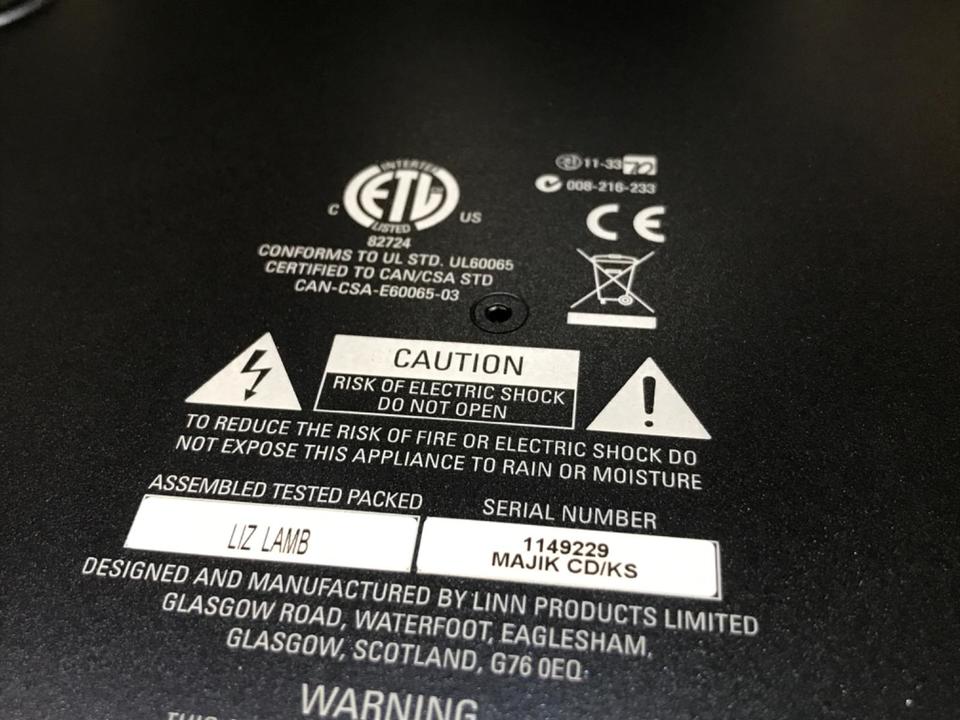 INTERTEK
C ETL US
LISTED
82724
CONFORMS TO UL STD. UL60065
CERTIFIED TO CAN/CSA STD
CAN-CSA-E60065-03
11-33
008-216-233
CE
CAUTION
RISK OF ELECTRIC SHOCK
DO NOT OPEN
TO REDUCE THE RISK OF FIRE OR ELECTRIC SHOCK DO
NOT EXPOSE THIS APPLIANCE TO RAIN OR MOISTURE
ASSEMBLED TESTED PACKED
SERIAL NUMBER
LIZ LAMB
1149229
MAJIK CD/KS
DESIGNED AND MANUFACTURED BY LINN PRODUCTS LIMITED
GLASGOW ROAD, WATERFOOT, EAGLESHAM,
GLASGOW, SCOTLAND, G76 0EQ.
WARNING